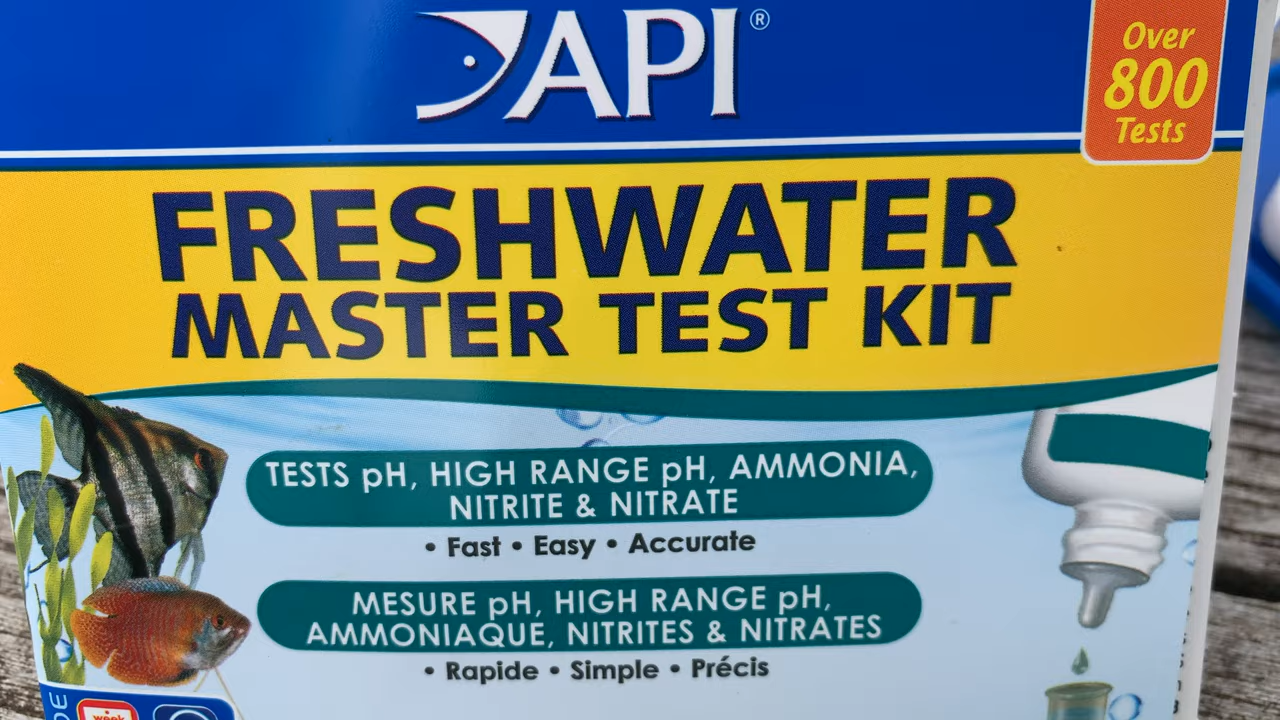 API®
Over
800
Tests
FRESHWATER
MASTER TEST KIT
TESTS pH, HIGH RANGE pH, AMMONIA,
NITRITE & NITRATE
• Fast • Easy • Accurate
MESURE pH, HIGH RANGE pH,
AMMONIAQUE, NITRITES & NITRATES
• Rapide • Simple • Précis
week